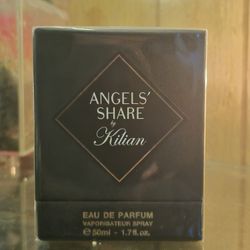 ANGELS'
SHARE
by
Kilian
EAU DE PARFUM
VAPORISATEUR SPRAY
℮50ml - 1.7fl.oz.